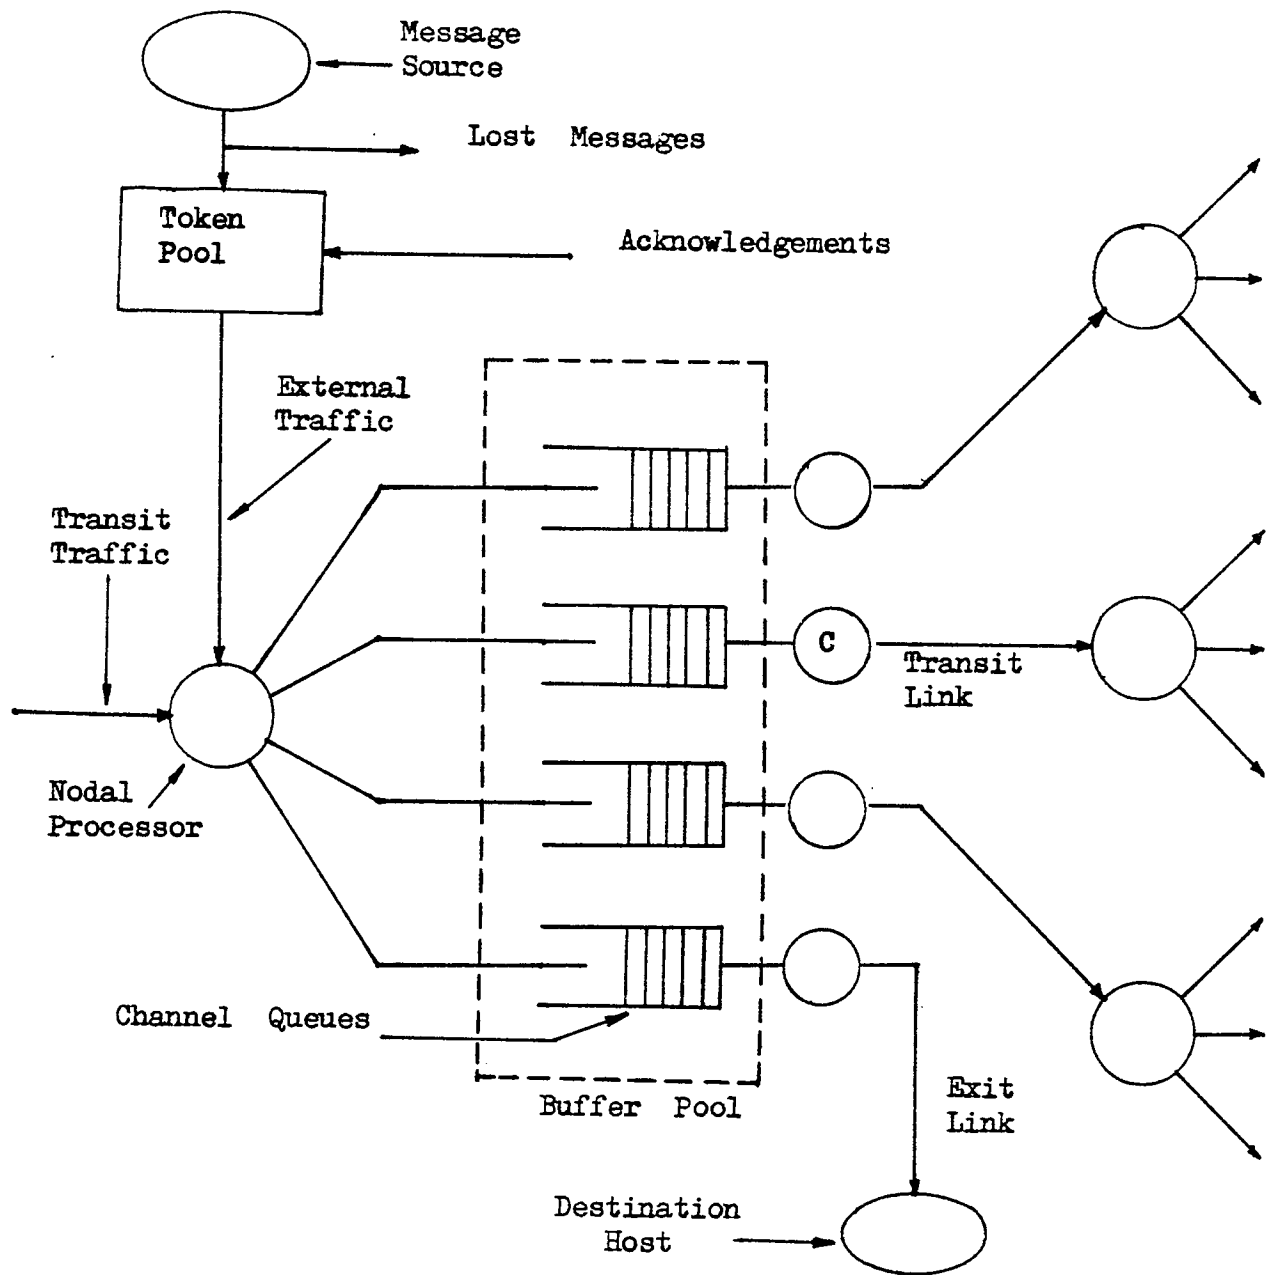 Message
Source
Lost Messages
Token
Pool
Acknowledgements
External
Traffic
Transit
Traffic
C
Transit
Link
Nodal
Processor
Channel Queues
Buffer Pool
Exit
Link
Destination
Host